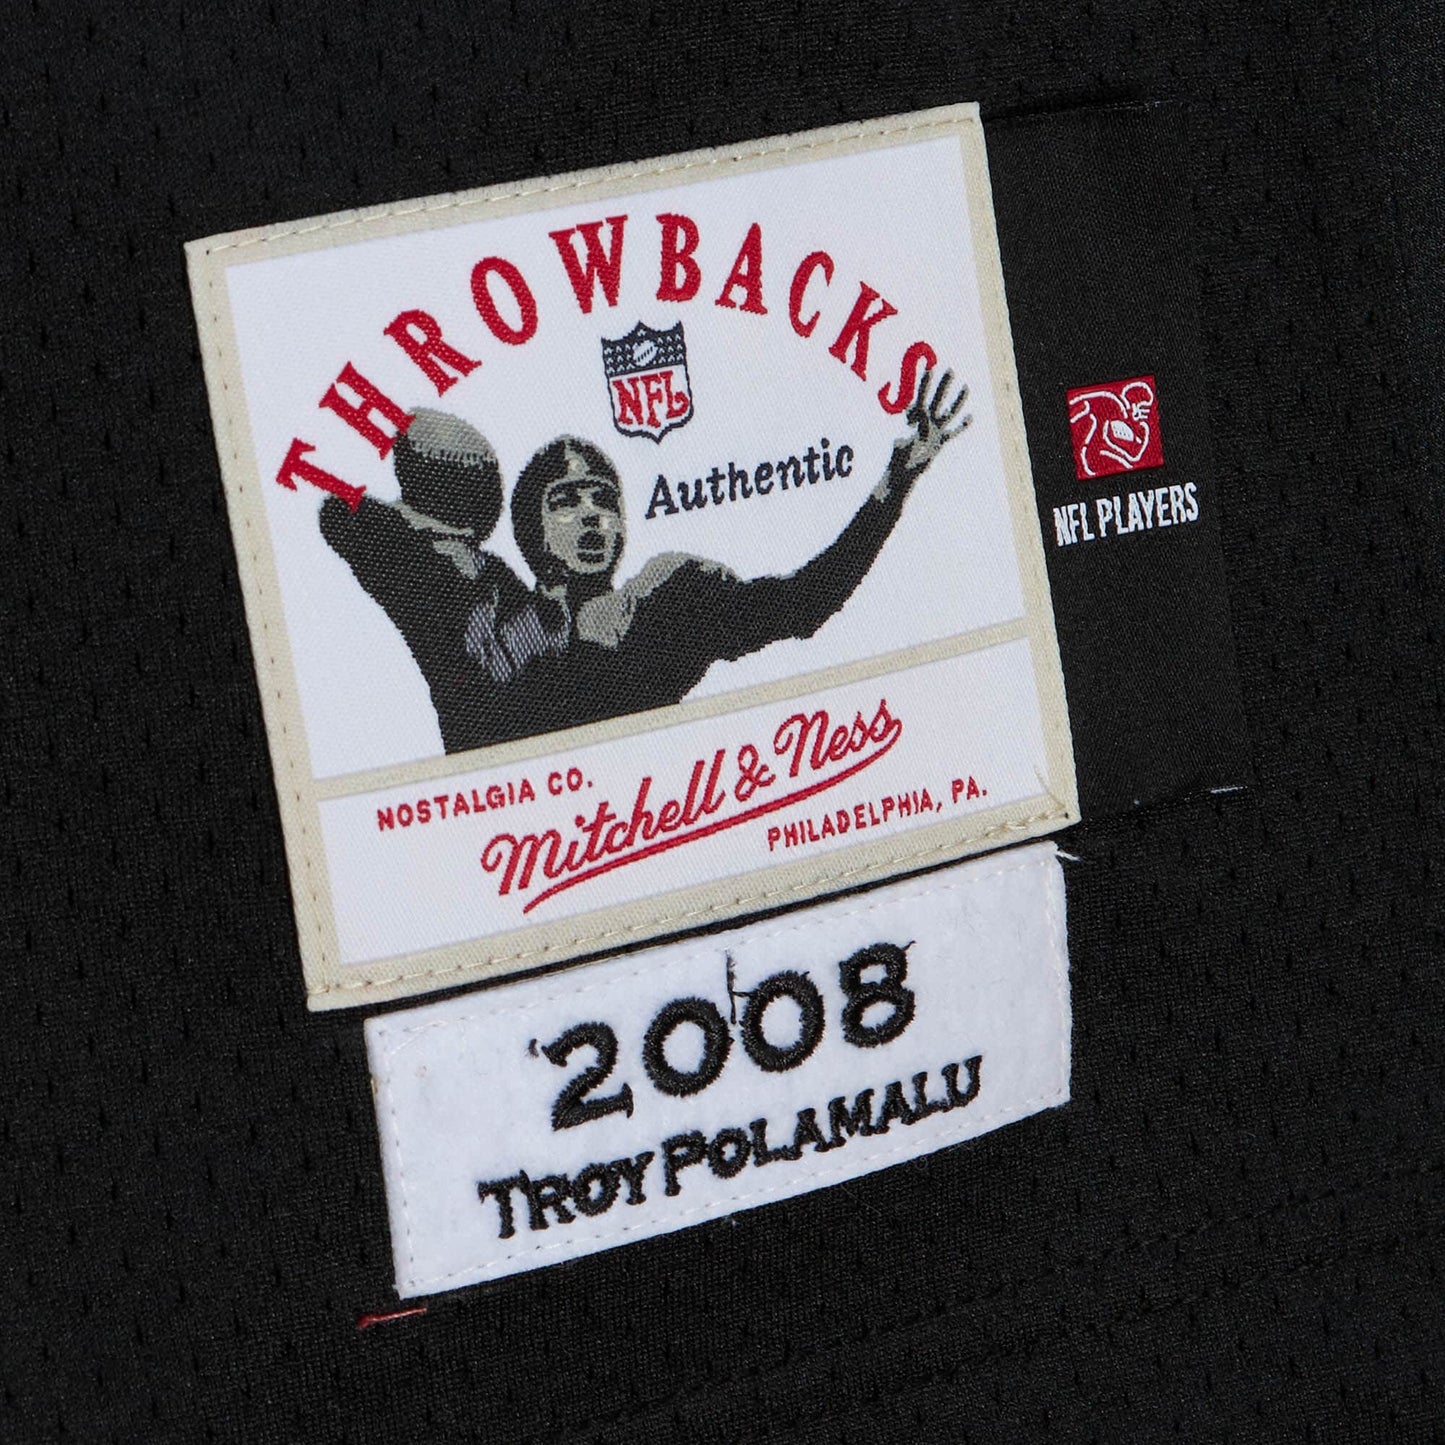 THROWBACKS
NFL
Authentic
NFL PLAYERS
NOSTALGIA CO.
Mitchell & Ness
PHILADELPHIA, PA.
2008
TROY POLAMALU